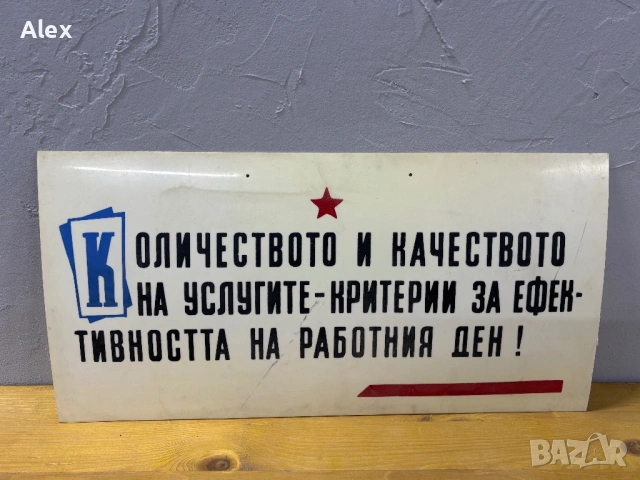 Alex
КОЛИЧЕСТВОТО И КАЧЕСТВОТО
НА УСЛУГИТЕ-КРИТЕРИИ ЗА ЕФЕК-
ТИВНОСТТА НА РАБОТНИЯ ДЕН!
BAZAR